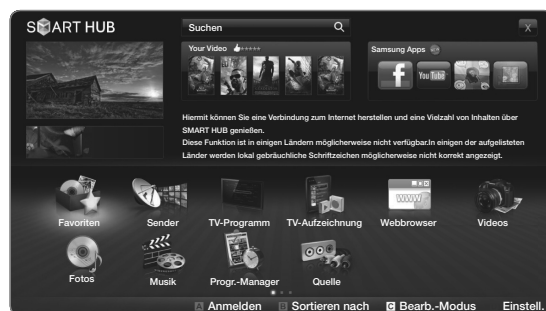 SMART HUB
Suchen
X
Your Video
Samsung Apps
f
You Tube
Hiermit können Sie eine Verbindung zum Internet herstellen und eine Vielzahl von Inhalten über
SMART HUB genießen.
Diese Funktion ist in einigen Ländern möglicherweise nicht verfügbar.In einigen der aufgelisteten
Länder werden lokal gebräuchliche Schriftzeichen möglicherweise nicht korrekt angezeigt.
WWW
Favoriten Sender TV-Programm TV-Aufzeichnung Webbrowser Videos
Fotos Musik Progr.-Manager Quelle
A Anmelden B Sortieren nach C Bearb.-Modus Einstell.